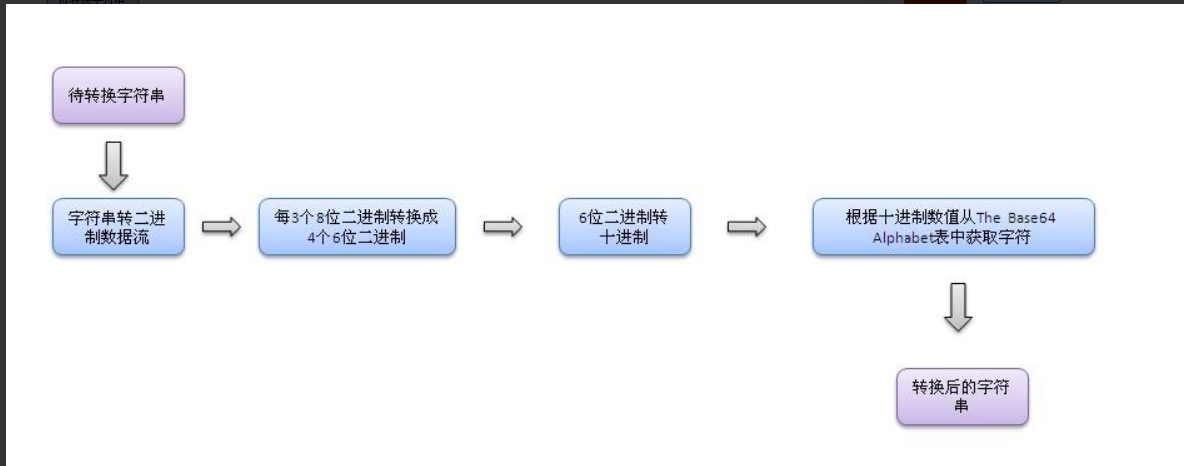 待转换字符串
字符串转二进
制数据流
每3个8位二进制转换成
4个6位二进制
6位二进制转
十进制
根据十进制数值从The Base64
Alphabet表中获取字符
转换后的字符
串